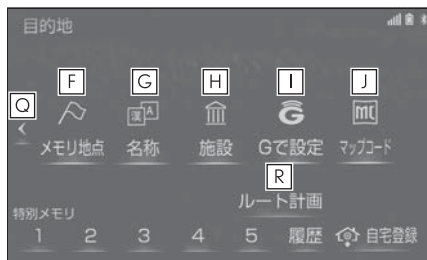 目的地
F G H I J
Q
漢 A G MC
メモリ地点 名称 施設 Gで設定 マップコード
R
ルート計画
特別メモリ
1 2 3 4 5 履歴 自宅登録